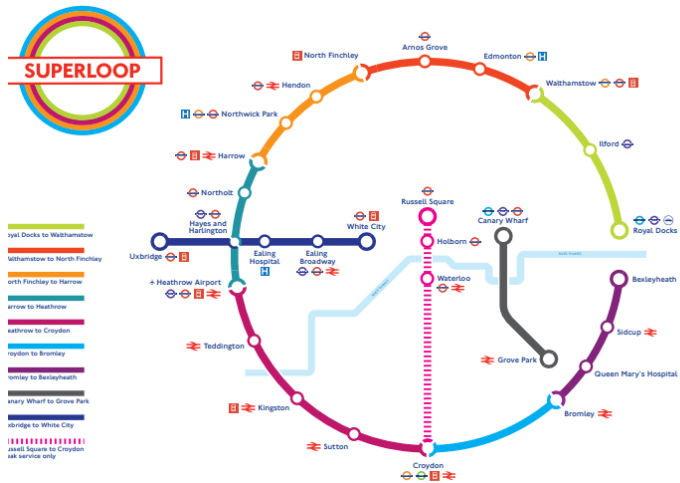 SUPERLOOP
Arnos Grove
North Finchley
Edmonton
H
Hendon
Walthamstow
H
Northwick Park
Ilford
Harrow
Northolt
Russell Square
Canary Wharf
Royal Docks
Hayes and
Harlington
White City
Holborn
Uxbridge
Ealing
Hospital
H
Ealing
Broadway
Heathrow Airport
Waterloo
Bexleyheath
Teddington
Sidcup
Grove Park
Queen Mary's Hospital
Kingston
Bromley
Sutton
Croydon
oyal Docks to Walthamstow
althamstow to North Finchley
orth Finchley to Harrow
arrow to Heathrow
eathrow to Croydon
roydon to Bromley
romley to Bexleyheath
anary Wharf to Grove Park
xbridge to White City
ussell Square to Croydon
eak service only